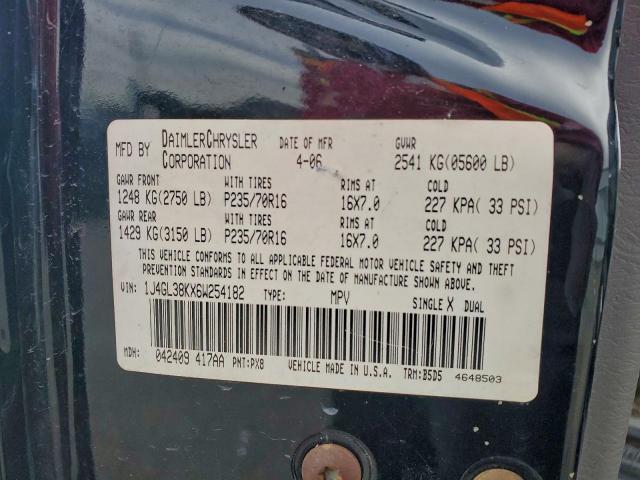 MFD BY DAIMLERCHRYSLER CORPORATION DATE OF MFR 4-06 GVWR 2541 KG(05600 LB)
GAWR FRONT WITH TIRES RIMS AT COLD
1248 KG(2750 LB) P235/70R16 16X7.0 227 KPA( 33 PSI)
GAWR REAR WITH TIRES RIMS AT COLD
1429 KG(3150 LB) P235/70R16 16X7.0 227 KPA( 33 PSI)
THIS VEHICLE CONFORMS TO ALL APPLICABLE FEDERAL MOTOR VEHICLE SAFETY AND THEFT
PREVENTION STANDARDS IN EFFECT ON THE DATE OF MANUFACTURE SHOWN ABOVE.
VIN: 1J4GL38KX6W254182 TYPE: MPV SINGLE X DUAL
MDH: 042409 417AA PNT:PX8 VEHICLE MADE IN U.S.A. TRM:B5D5 4648503